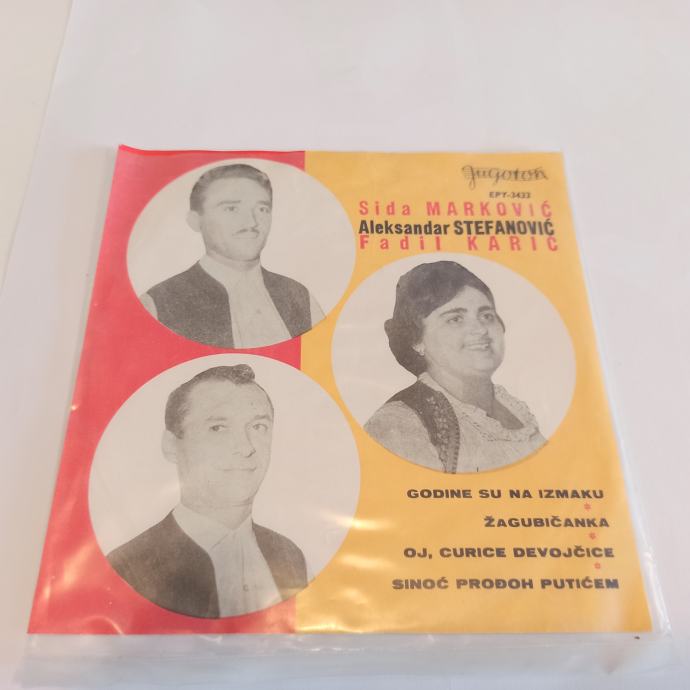 Jugoton
EPY-3433
Sida MARKOVIĆ
Aleksandar STEFANOVIĆ
Fadil KARIĆ
GODINE SU NA IZMAKU
*
ŽAGUBIČANKA
*
OJ, CURICE DEVOJČICE
*
SINOĆ PROĐOH PUTIĆEM